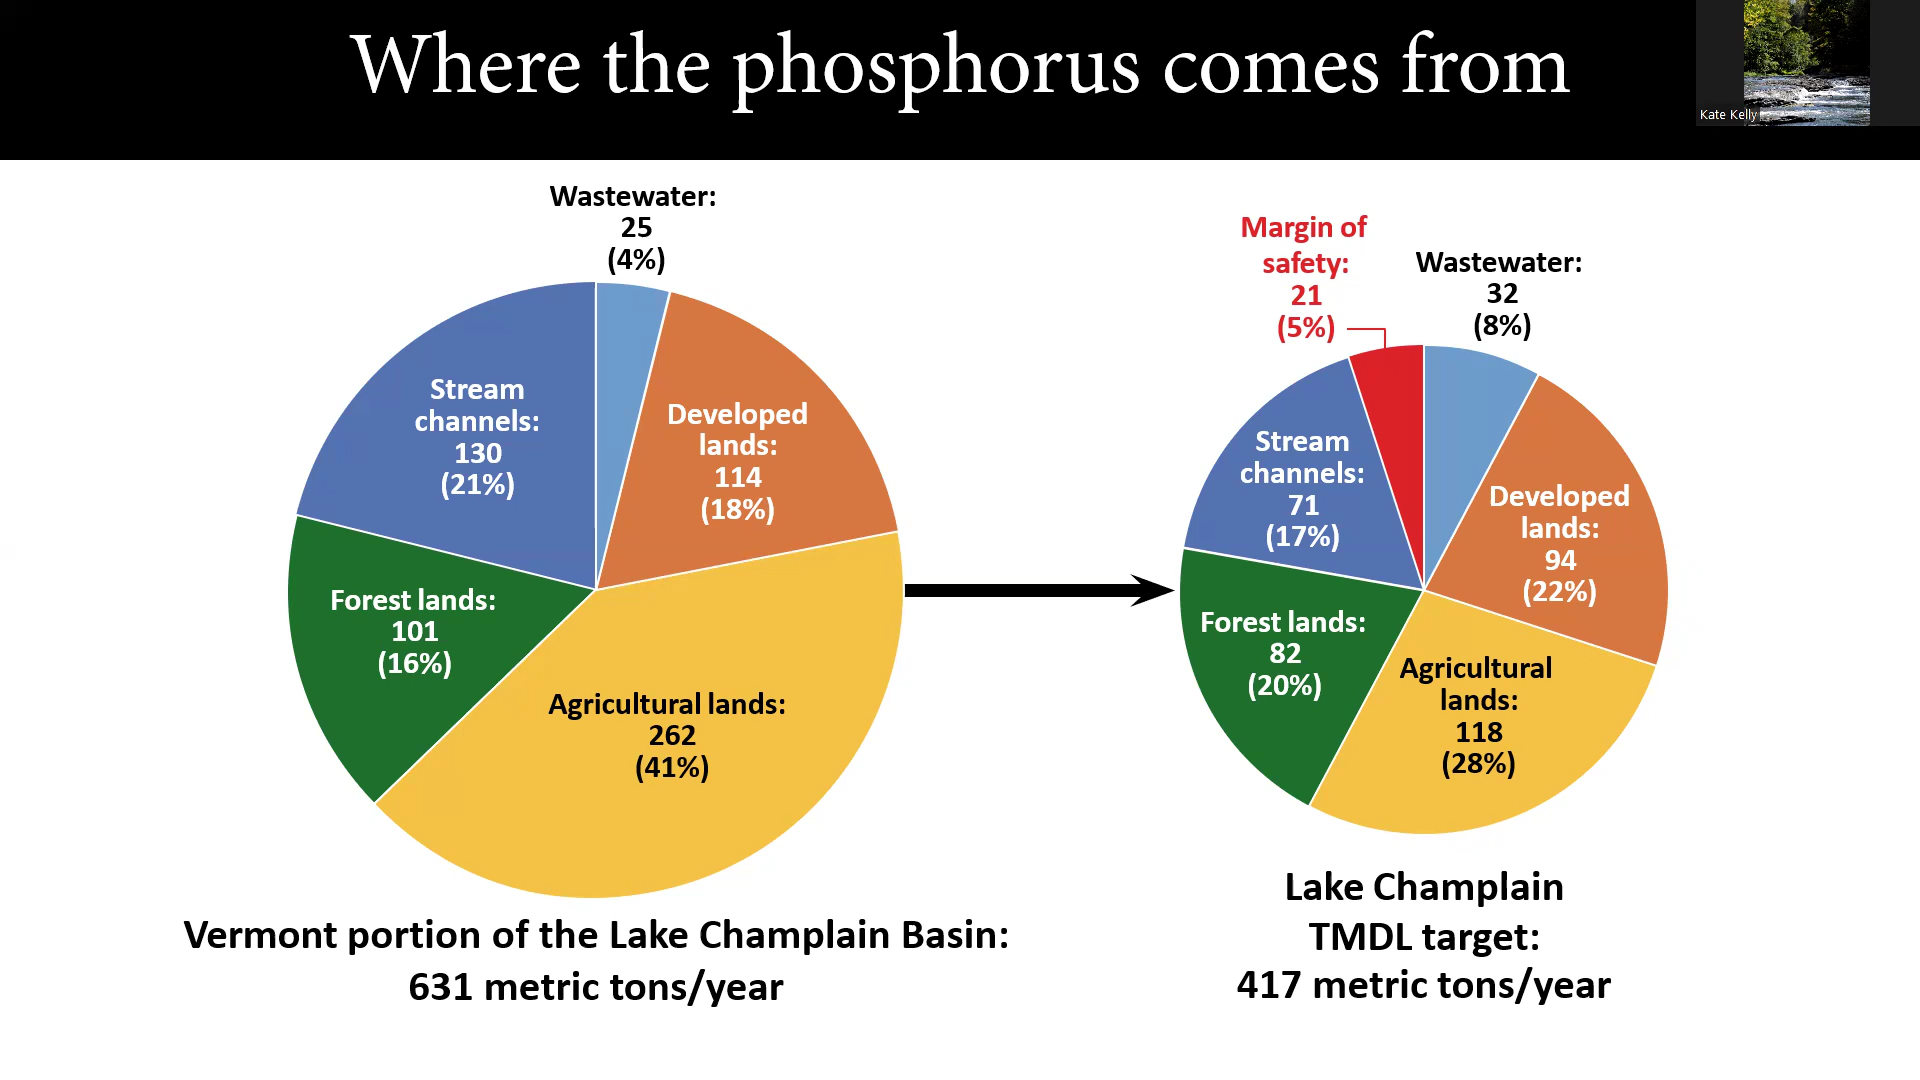 Where the phosphorus comes from
Kate Kelly
Wastewater:
25
(4%)
Stream
channels:
130
(21%)
Developed
lands:
114
(18%)
Forest lands:
101
(16%)
Agricultural lands:
262
(41%)
Vermont portion of the Lake Champlain Basin:
631 metric tons/year
Margin of
safety:
21
(5%)
Wastewater:
32
(8%)
Stream
channels:
71
(17%)
Developed
lands:
94
(22%)
Forest lands:
82
(20%)
Agricultural
lands:
118
(28%)
Lake Champlain
TMDL target:
417 metric tons/year